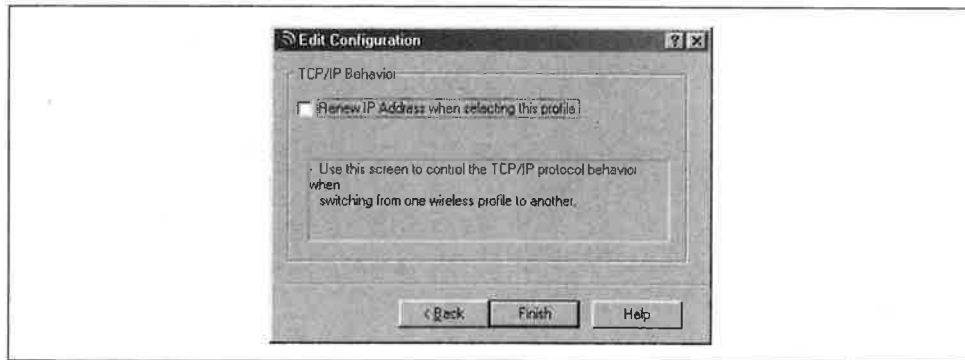 Edit Configuration
TCP/IP Behavior
Renew IP Address when selecting this profile
- Use this screen to control the TCP/IP protocol behavior
when
switching from one wireless profile to another.
< Back
Finish
Help